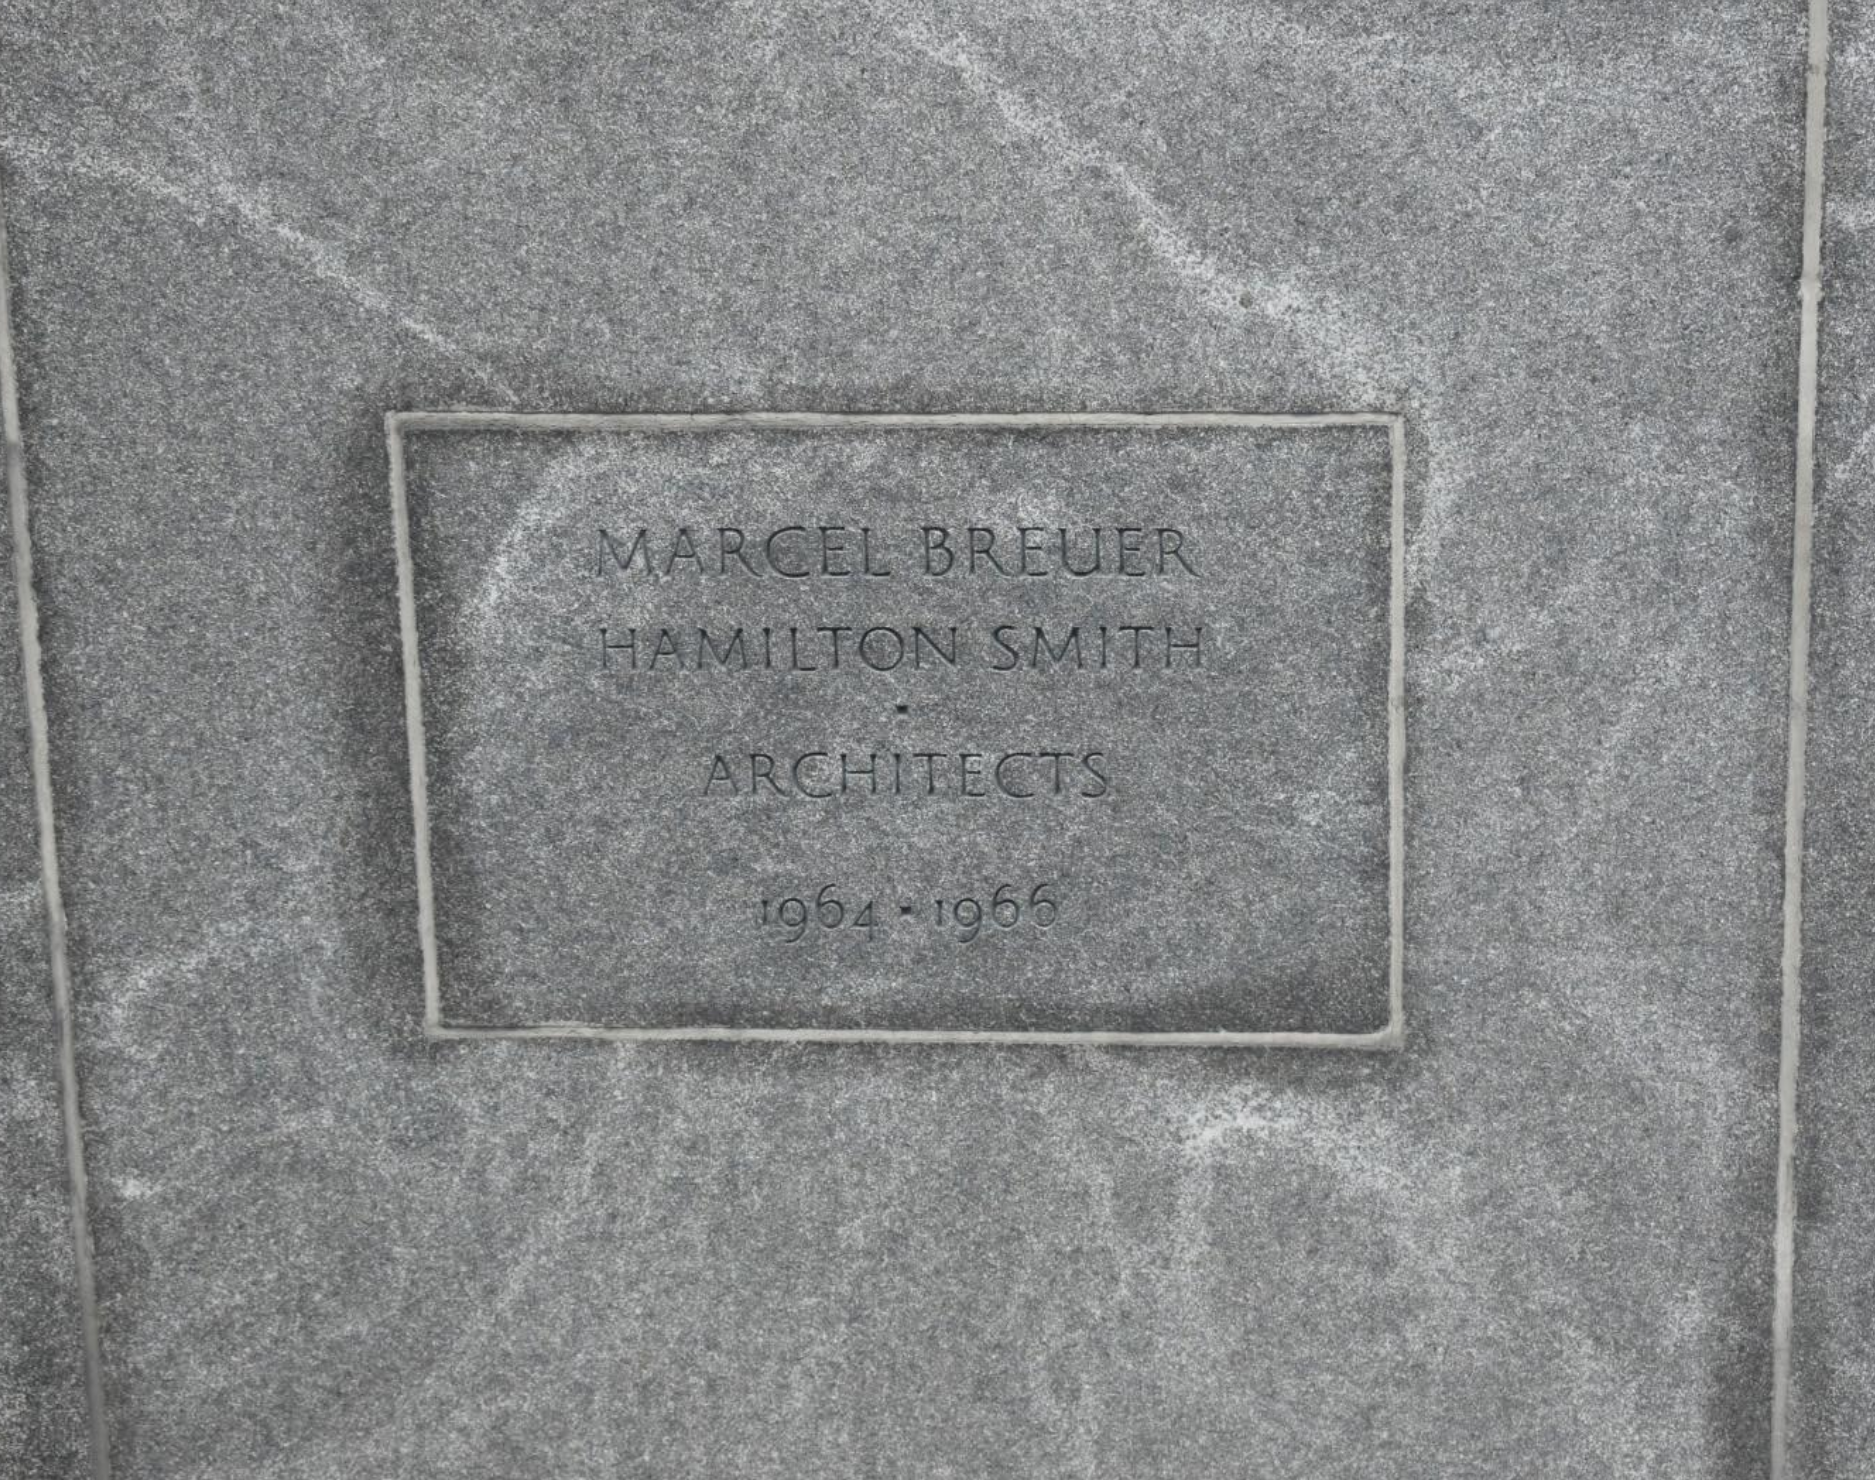 MARCEL BREUER
HAMILTON SMITH
▪
ARCHITECTS
1964 ▪ 1966